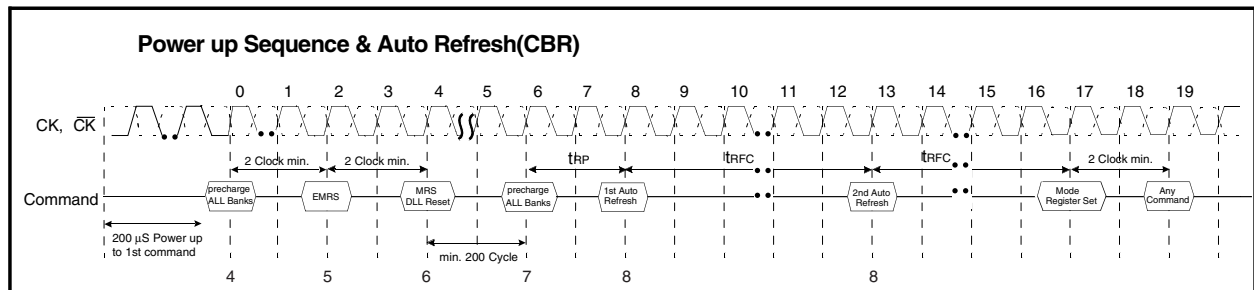 Power up Sequence & Auto Refresh(CBR)
0 1 2 3 4 5 6 7 8 9 10 11 12 13 14 15 16 17 18 19
CK, CK
2 Clock min. 2 Clock min. tRP tRFC tRFC 2 Clock min.
Command
precharge
ALL Banks
EMRS
MRS
DLL Reset
precharge
ALL Banks
1st Auto
Refresh
2nd Auto
Refresh
Mode
Register Set
Any
Command
200 μS Power up
to 1st command
min. 200 Cycle
4 5 6 7 8 8